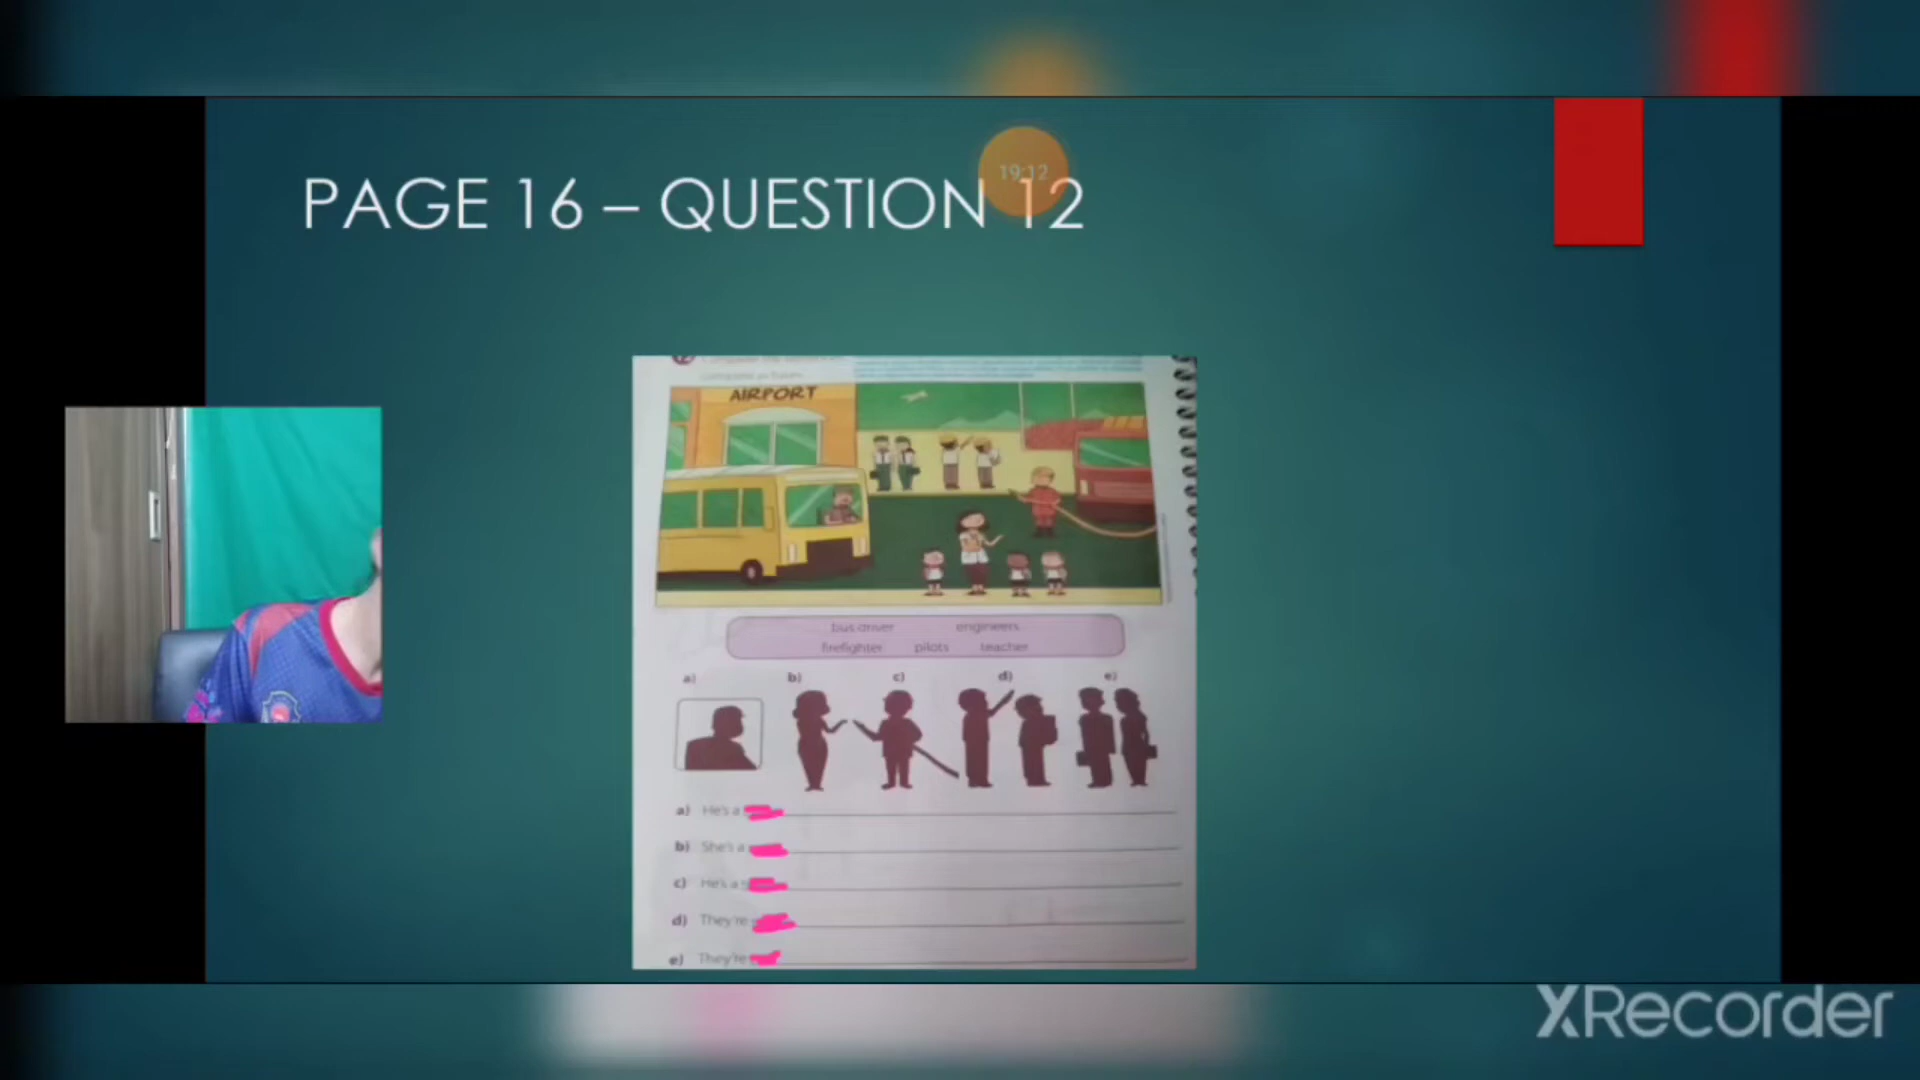 19:12
PAGE 16 – QUESTION 12
12
AIRPORT
bus driver engineers
firefighter pilots teacher
a) b) c) d) e)
a) He's a
b) She's a
c) He's a
d) They're
e) They're
XRecorder